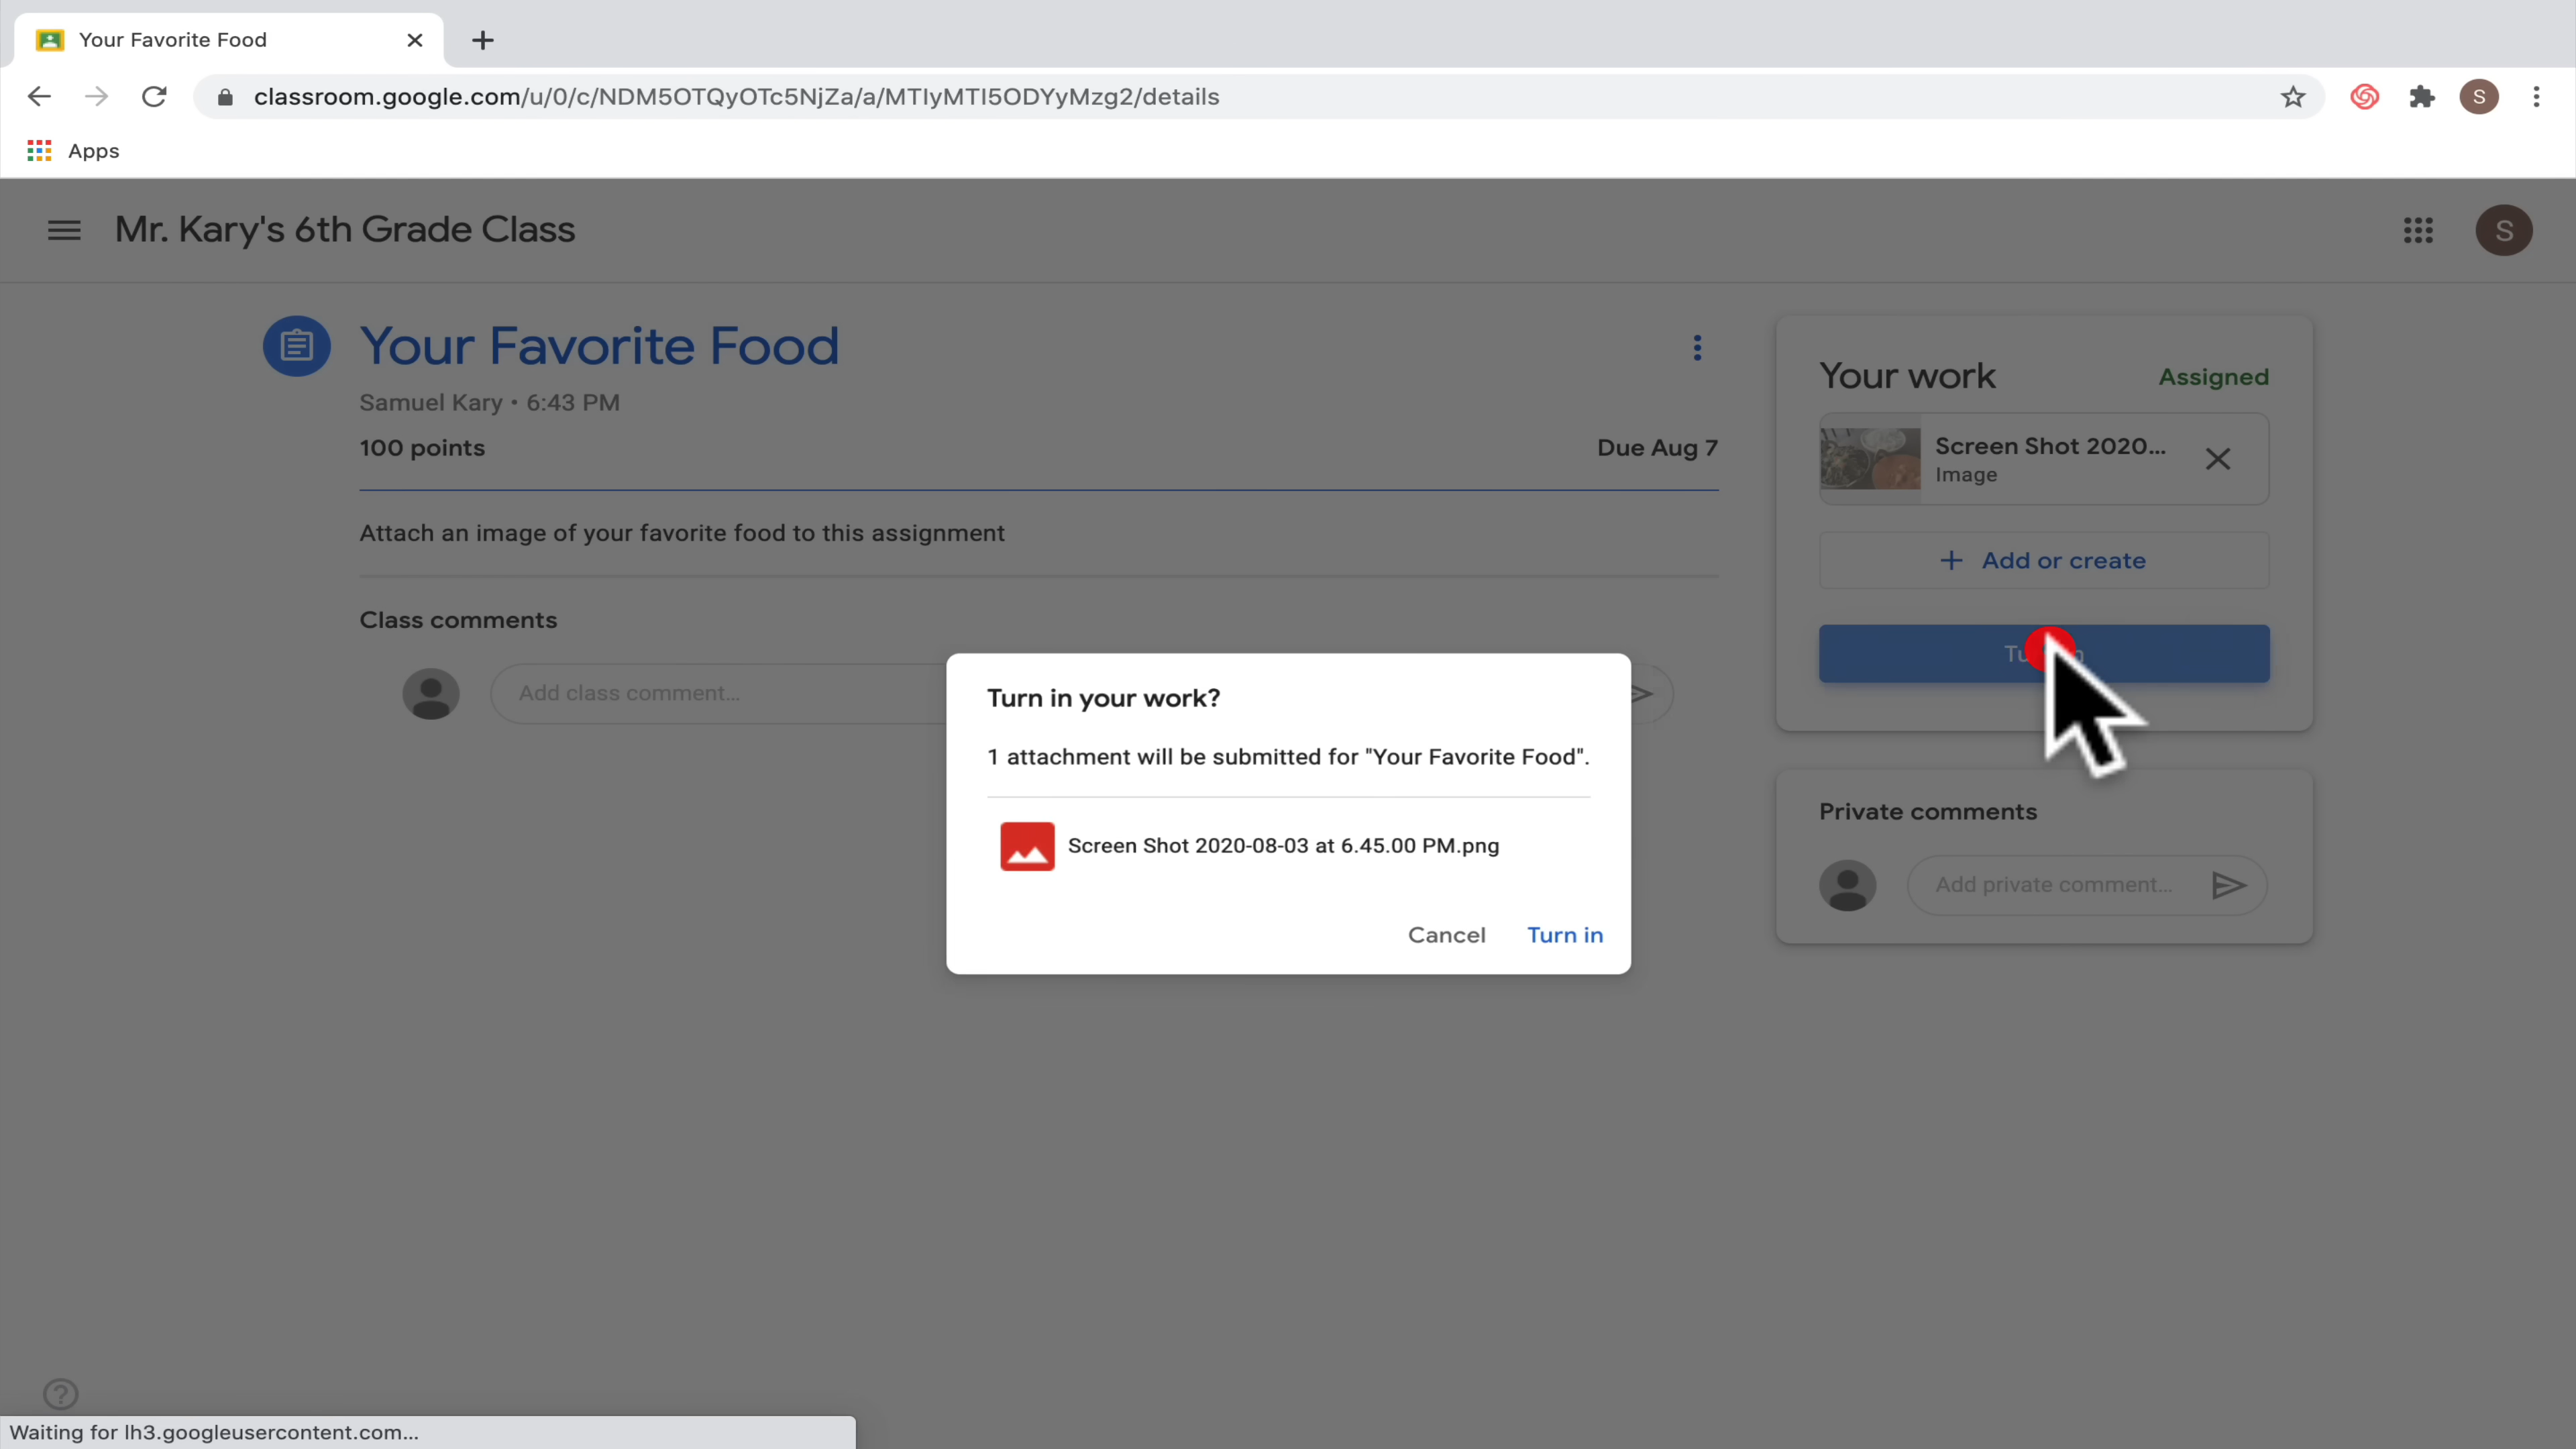 Your Favorite Food
classroom.google.com/u/0/c/NDM5OTQyOTc5NjZa/a/MTIyMTI5ODYyMzg2/details
S
Apps
Mr. Kary's 6th Grade Class
S
Your Favorite Food
Samuel Kary • 6:43 PM
100 points
Due Aug 7
Attach an image of your favorite food to this assignment
Class comments
Add class comment...
Your work
Assigned
Screen Shot 2020...
Image
+ Add or create
Turn in your work?
1 attachment will be submitted for "Your Favorite Food".
Screen Shot 2020-08-03 at 6.45.00 PM.png
Cancel
Turn in
Private comments
Add private comment...
Waiting for lh3.googleusercontent.com...